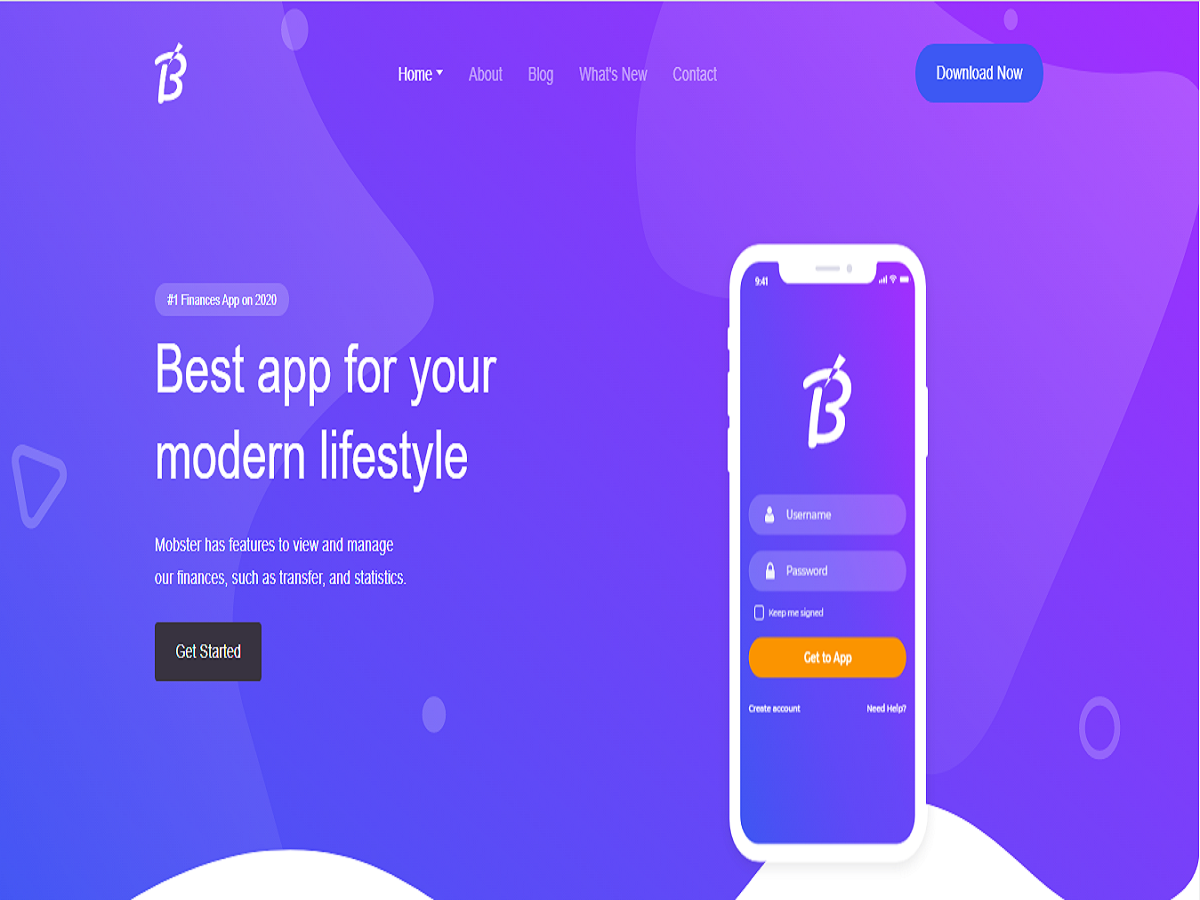 Home About Blog What's New Contact Download Now
#1 Finances App on 2020
Best app for your
modern lifestyle
Mobster has features to view and manage
our finances, such as transfer, and statistics.
Get Started
9:41
B
Username
Password
Keep me signed
Get to App
Create account Need Help?